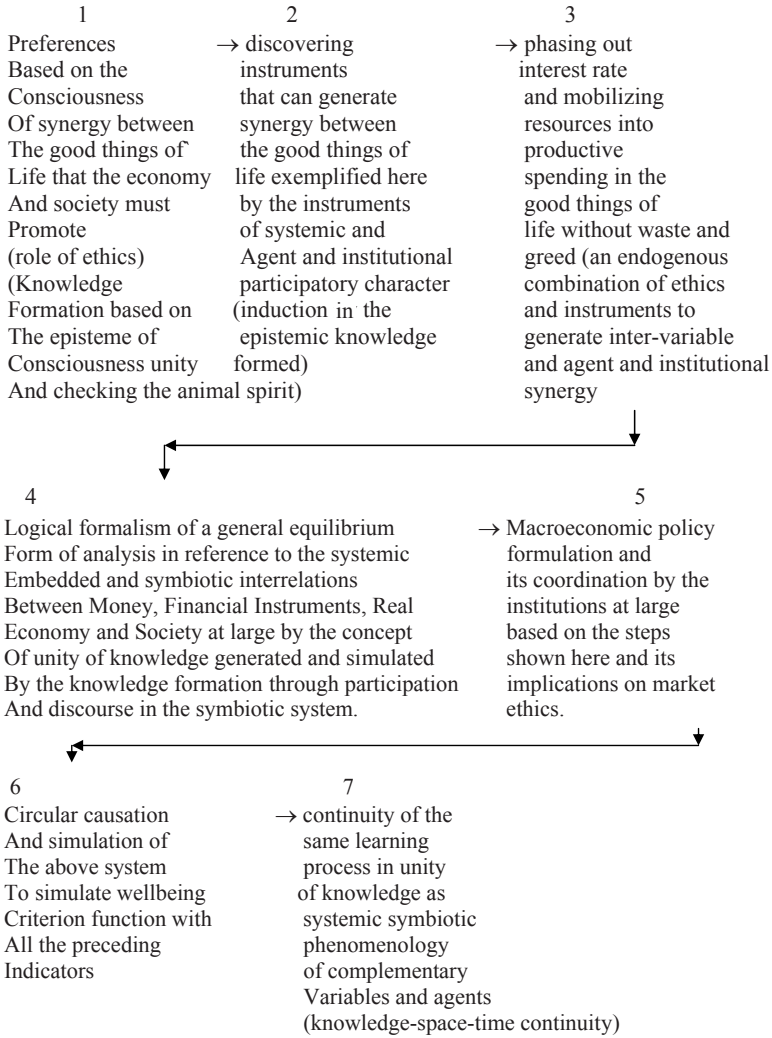 1
Preferences
Based on the
Consciousness
Of synergy between
The good things of
Life that the economy
And society must
Promote
(role of ethics)
(Knowledge
Formation based on
The episteme of
Consciousness unity
And checking the animal spirit)
2
→ discovering
instruments
that can generate
synergy between
the good things of
life exemplified here
by the instruments
of systemic and
Agent and institutional
participatory character
(induction in the
epistemic knowledge
formed)
3
→ phasing out
interest rate
and mobilizing
resources into
productive
spending in the
good things of
life without waste and
greed (an endogenous
combination of ethics
and instruments to
generate inter-variable
and agent and institutional
synergy
4
Logical formalism of a general equilibrium
Form of analysis in reference to the systemic
Embedded and symbiotic interrelations
Between Money, Financial Instruments, Real
Economy and Society at large by the concept
Of unity of knowledge generated and simulated
By the knowledge formation through participation
And discourse in the symbiotic system.
5
→ Macroeconomic policy
formulation and
its coordination by the
institutions at large
based on the steps
shown here and its
implications on market
ethics.
6
Circular causation
And simulation of
The above system
To simulate wellbeing
Criterion function with
All the preceding
Indicators
7
→ continuity of the
same learning
process in unity
of knowledge as
systemic symbiotic
phenomenology
of complementary
Variables and agents
(knowledge-space-time continuity)